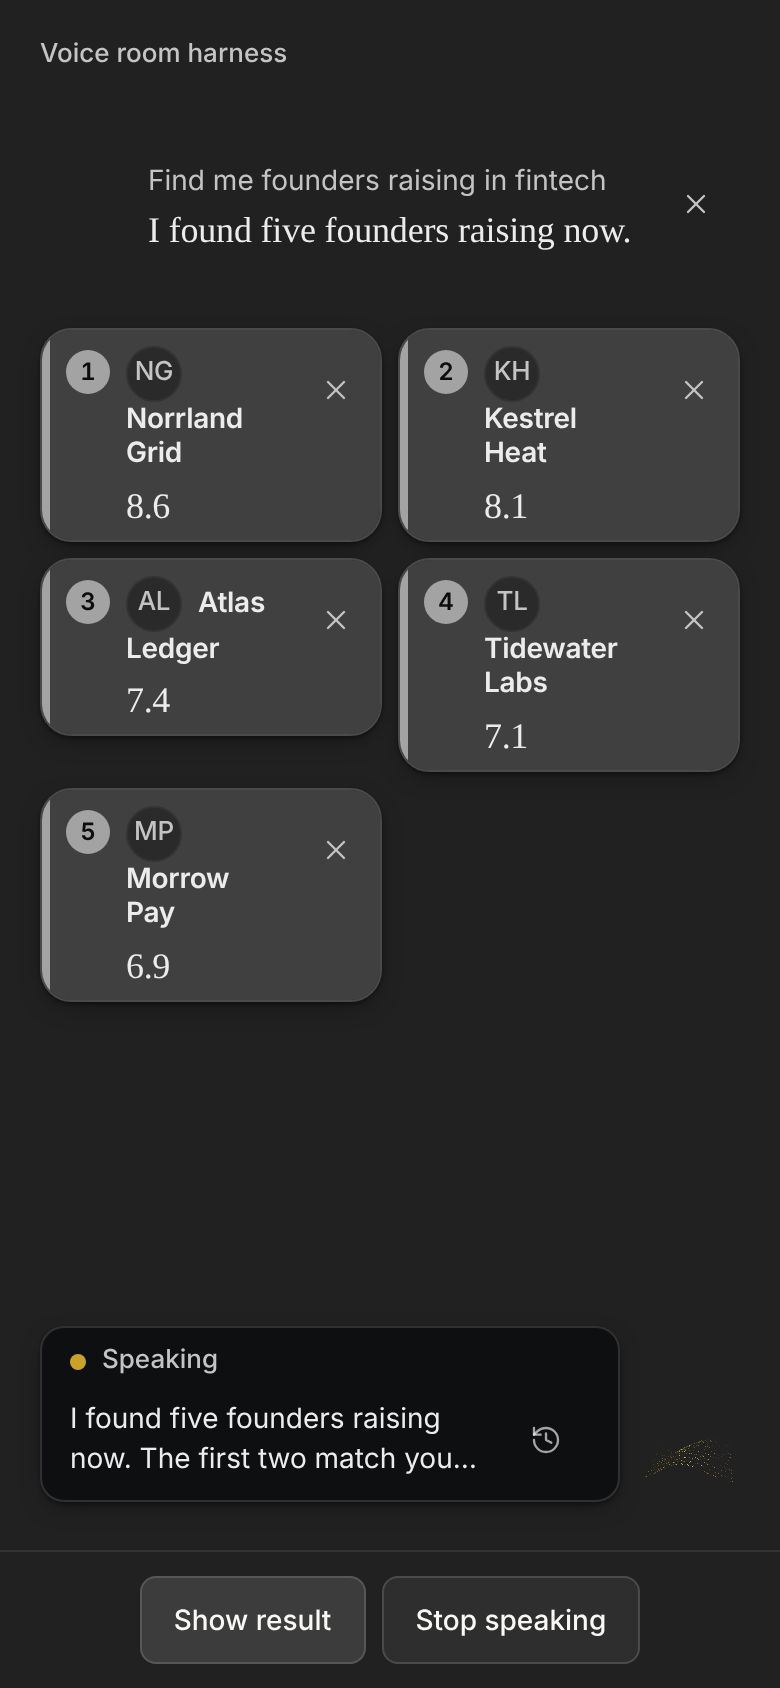 Voice room harness
Find me founders raising in fintech
I found five founders raising now.
1
NG
Norrland
Grid
8.6
2
KH
Kestrel
Heat
8.1
3
AL Atlas
Ledger
7.4
4
TL
Tidewater
Labs
7.1
5
MP
Morrow
Pay
6.9
Speaking
I found five founders raising
now. The first two match you...
Show result
Stop speaking